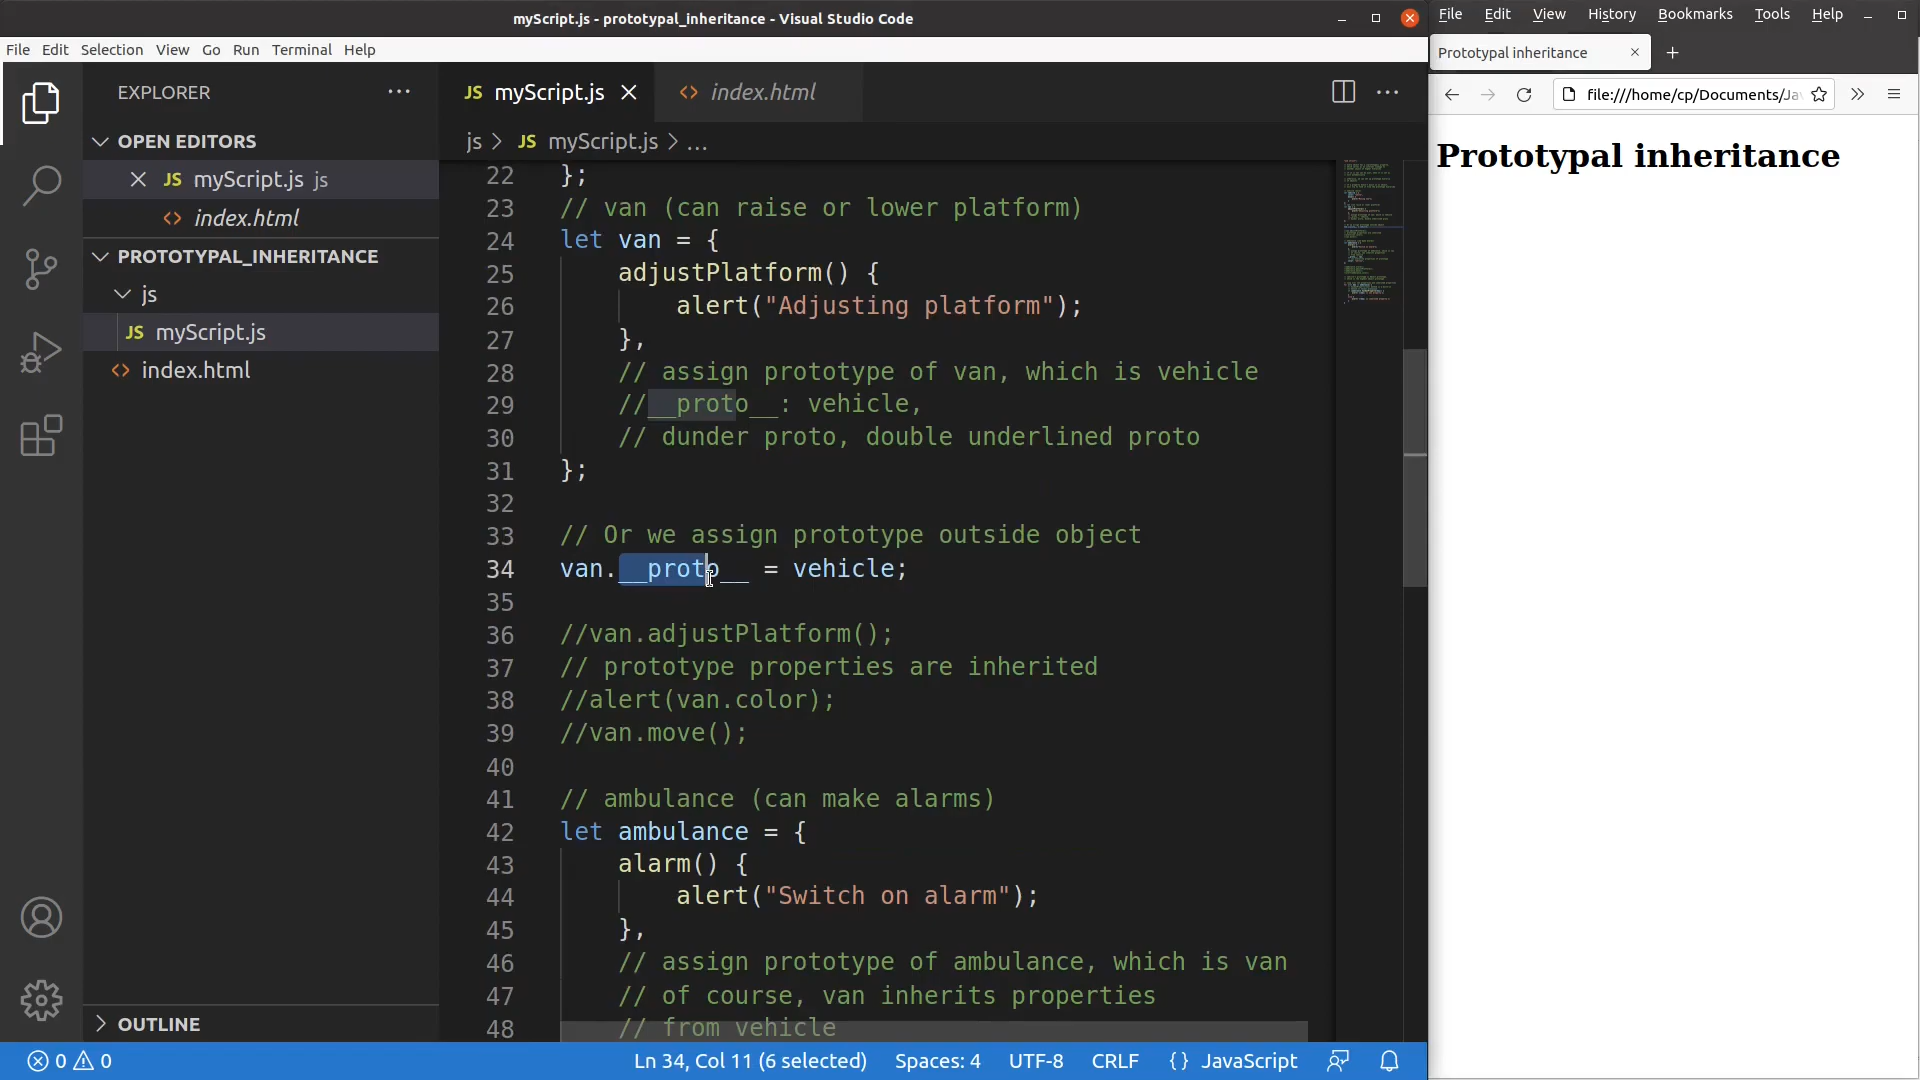 myScript.js - prototypal_inheritance - Visual Studio Code
File Edit Selection View Go Run Terminal Help
EXPLORER
OPEN EDITORS
JS myScript.js js
<> index.html
PROTOTYPAL_INHERITANCE
js
JS myScript.js
<> index.html
OUTLINE
JS myScript.js
<> index.html
js > JS myScript.js > ...
22 };
23 // van (can raise or lower platform)
24 let van = {
25 adjustPlatform() {
26 alert("Adjusting platform");
27 },
28 // assign prototype of van, which is vehicle
29 //__proto__: vehicle,
30 // dunder proto, double underlined proto
31 };
32
33 // Or we assign prototype outside object
34 van.__proto__ = vehicle;
35
36 //van.adjustPlatform();
37 // prototype properties are inherited
38 //alert(van.color);
39 //van.move();
40
41 // ambulance (can make alarms)
42 let ambulance = {
43 alarm() {
44 alert("Switch on alarm");
45 },
46 // assign prototype of ambulance, which is van
47 // of course, van inherits properties
48 // from vehicle
0 0
Ln 34, Col 11 (6 selected) Spaces: 4 UTF-8 CRLF {} JavaScript
File Edit View History Bookmarks Tools Help
Prototypal inheritance
file:///home/cp/Documents/Jav
Prototypal inheritance